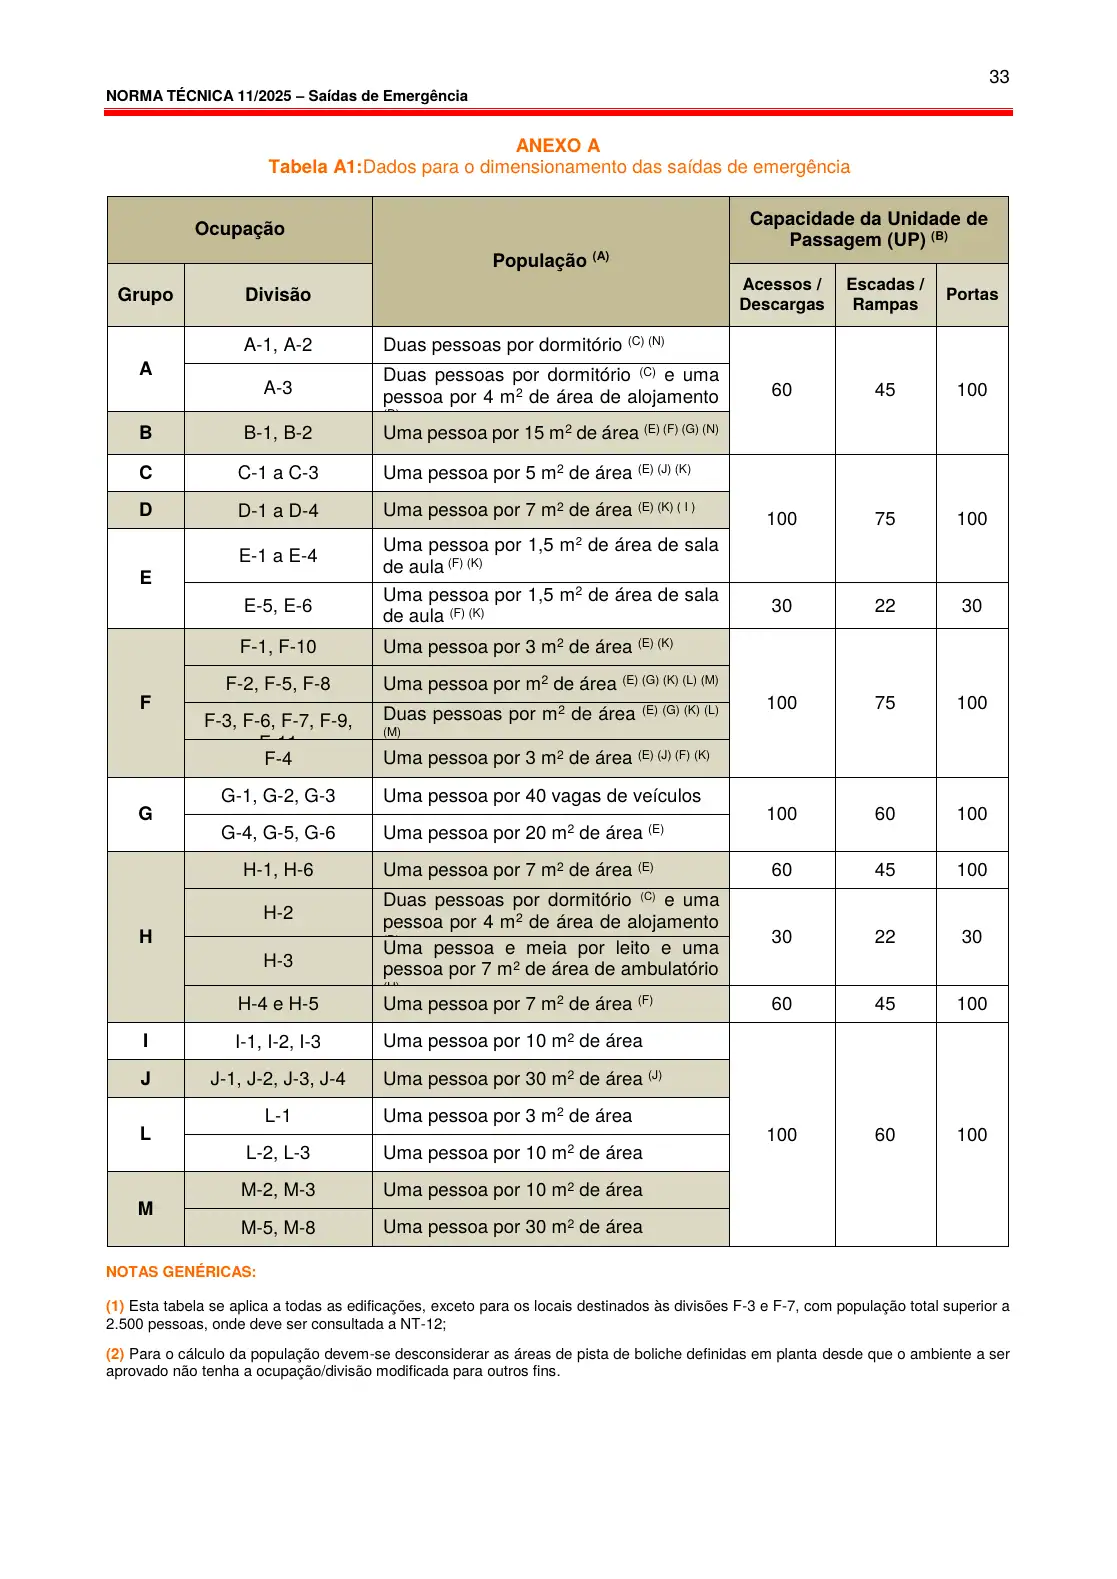 33
NORMA TÉCNICA 11/2025 – Saídas de Emergência
ANEXO A
Tabela A1:Dados para o dimensionamento das saídas de emergência
Ocupação
População (A)
Capacidade da Unidade de
Passagem (UP) (B)
Grupo
Divisão
Acessos /
Descargas
Escadas /
Rampas
Portas
A
A-1, A-2
Duas pessoas por dormitório (C) (N)
60
45
100
A-3
Duas pessoas por dormitório (C) e uma
pessoa por 4 m² de área de alojamento
B
B-1, B-2
Uma pessoa por 15 m² de área (E) (F) (G) (N)
C
C-1 a C-3
Uma pessoa por 5 m² de área (E) (J) (K)
100
75
100
D
D-1 a D-4
Uma pessoa por 7 m² de área (E) (K) ( I )
E
E-1 a E-4
Uma pessoa por 1,5 m² de área de sala
de aula (F) (K)
E-5, E-6
Uma pessoa por 1,5 m² de área de sala
de aula (F) (K)
30
22
30
F
F-1, F-10
Uma pessoa por 3 m² de área (E) (K)
100
75
100
F-2, F-5, F-8
Uma pessoa por m² de área (E) (G) (K) (L) (M)
F-3, F-6, F-7, F-9,
Duas pessoas por m² de área (E) (G) (K) (L)
(M)
F-4
Uma pessoa por 3 m² de área (E) (J) (F) (K)
G
G-1, G-2, G-3
Uma pessoa por 40 vagas de veículos
100
60
100
G-4, G-5, G-6
Uma pessoa por 20 m² de área (E)
H
H-1, H-6
Uma pessoa por 7 m² de área (E)
60
45
100
H-2
Duas pessoas por dormitório (C) e uma
pessoa por 4 m² de área de alojamento
30
22
30
H-3
Uma pessoa e meia por leito e uma
pessoa por 7 m² de área de ambulatório
H-4 e H-5
Uma pessoa por 7 m² de área (F)
60
45
100
I
I-1, I-2, I-3
Uma pessoa por 10 m² de área
100
60
100
J
J-1, J-2, J-3, J-4
Uma pessoa por 30 m² de área (J)
L
L-1
Uma pessoa por 3 m² de área
L-2, L-3
Uma pessoa por 10 m² de área
M
M-2, M-3
Uma pessoa por 10 m² de área
M-5, M-8
Uma pessoa por 30 m² de área
NOTAS GENÉRICAS:
(1) Esta tabela se aplica a todas as edificações, exceto para os locais destinados às divisões F-3 e F-7, com população total superior a
2.500 pessoas, onde deve ser consultada a NT-12;
(2) Para o cálculo da população devem-se desconsiderar as áreas de pista de boliche definidas em planta desde que o ambiente a ser
aprovado não tenha a ocupação/divisão modificada para outros fins.